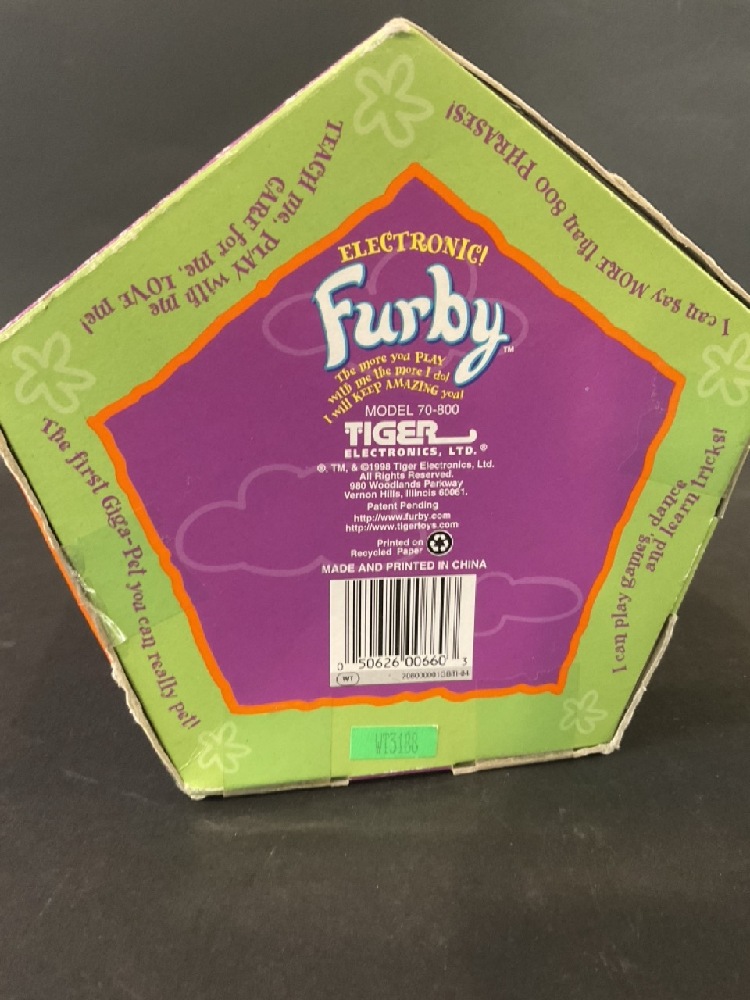 TEACH me, PLAY with me
CARE for me, LOVE me!
I can say MORE than 800 PHRASES!
ELECTRONIC!
Furby™
The more you PLAY
with me the more I do!
I will KEEP AMAZING you!
MODEL 70-800
TIGER
ELECTRONICS, LTD.®
®, TM, & ©1998 Tiger Electronics, Ltd.
All Rights Reserved.
980 Woodlands Parkway
Vernon Hills, Illinois 60061.
Patent Pending
http://www.furby.com
http://www.tigertoys.com
Printed on
Recycled Paper
MADE AND PRINTED IN CHINA
0 50626 00660 3
WT
The first Giga-Pet you can really pet!
I can play games, dance
and learn tricks!
WT3188